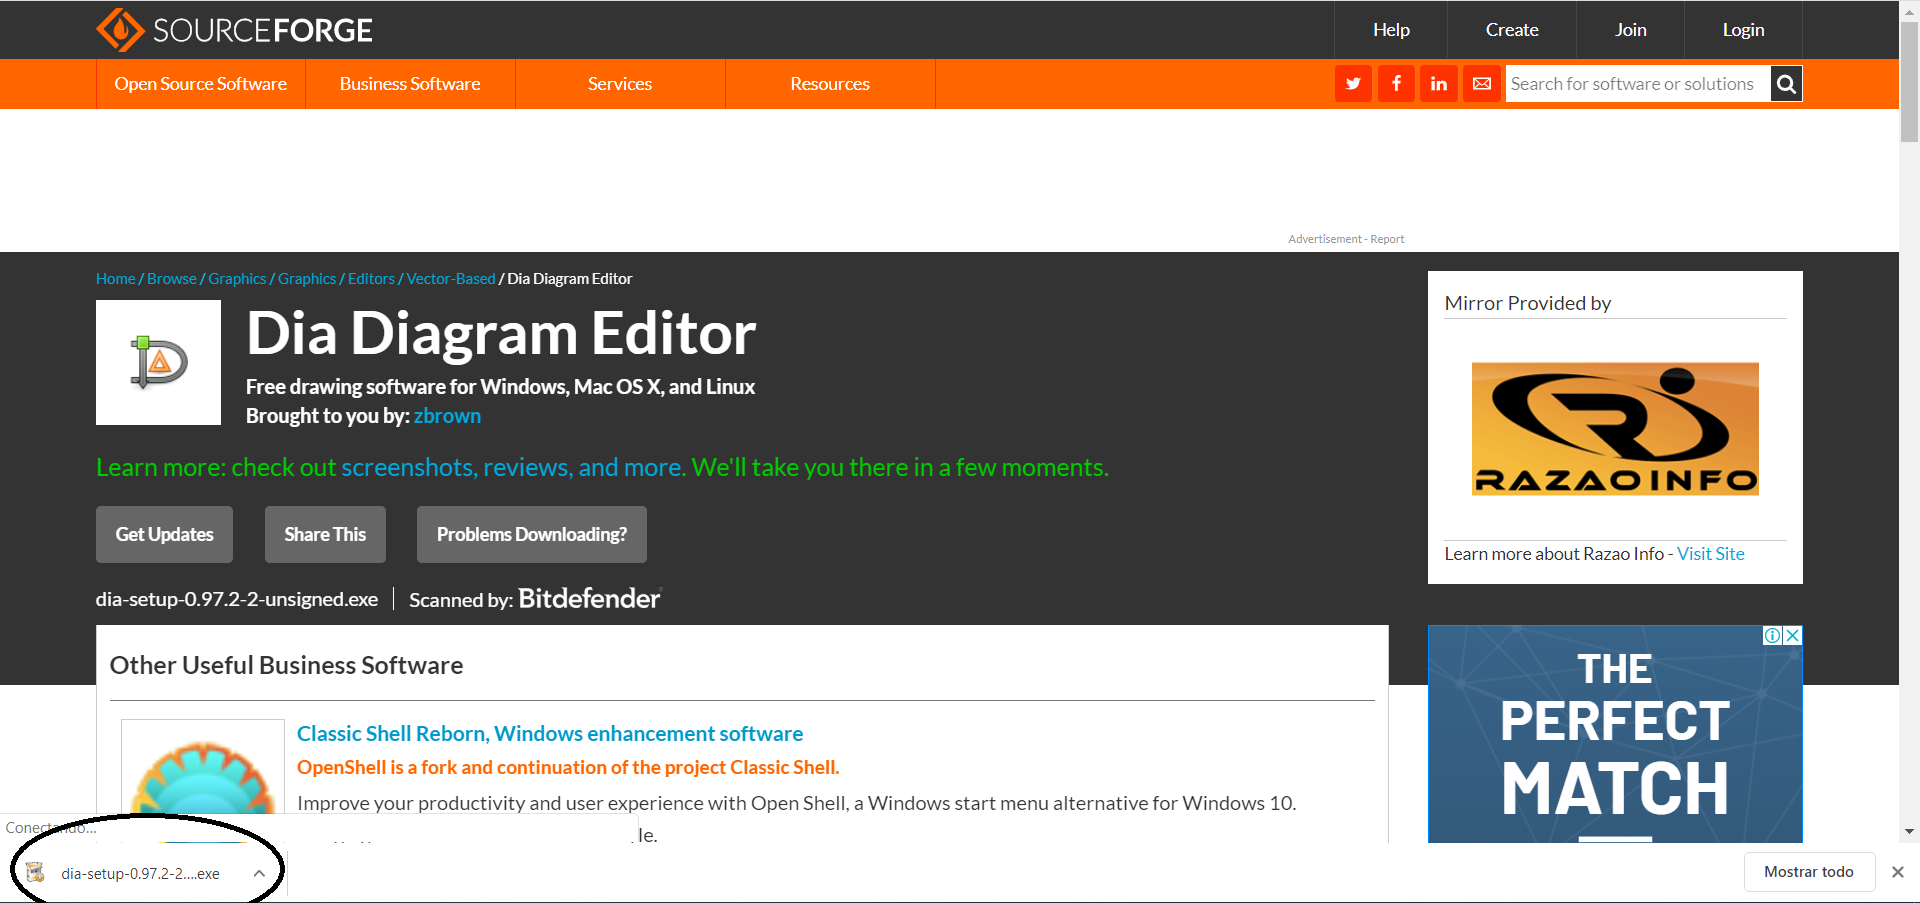 SOURCEFORGE
Help Create Join Login
Open Source Software Business Software Services Resources
Search for software or solutions
Advertisement - Report
Home / Browse / Graphics / Graphics / Editors / Vector-Based / Dia Diagram Editor
Dia Diagram Editor
Free drawing software for Windows, Mac OS X, and Linux
Brought to you by: zbrown
Learn more: check out screenshots, reviews, and more. We'll take you there in a few moments.
Get Updates Share This Problems Downloading?
dia-setup-0.97.2-2-unsigned.exe Scanned by: Bitdefender
Mirror Provided by
RAZAOINFO
Learn more about Razao Info - Visit Site
Other Useful Business Software
Classic Shell Reborn, Windows enhancement software
OpenShell is a fork and continuation of the project Classic Shell.
Improve your productivity and user experience with Open Shell, a Windows start menu alternative for Windows 10.
le.
THE
PERFECT
MATCH
Conectando...
dia-setup-0.97.2-2....exe
Mostrar todo